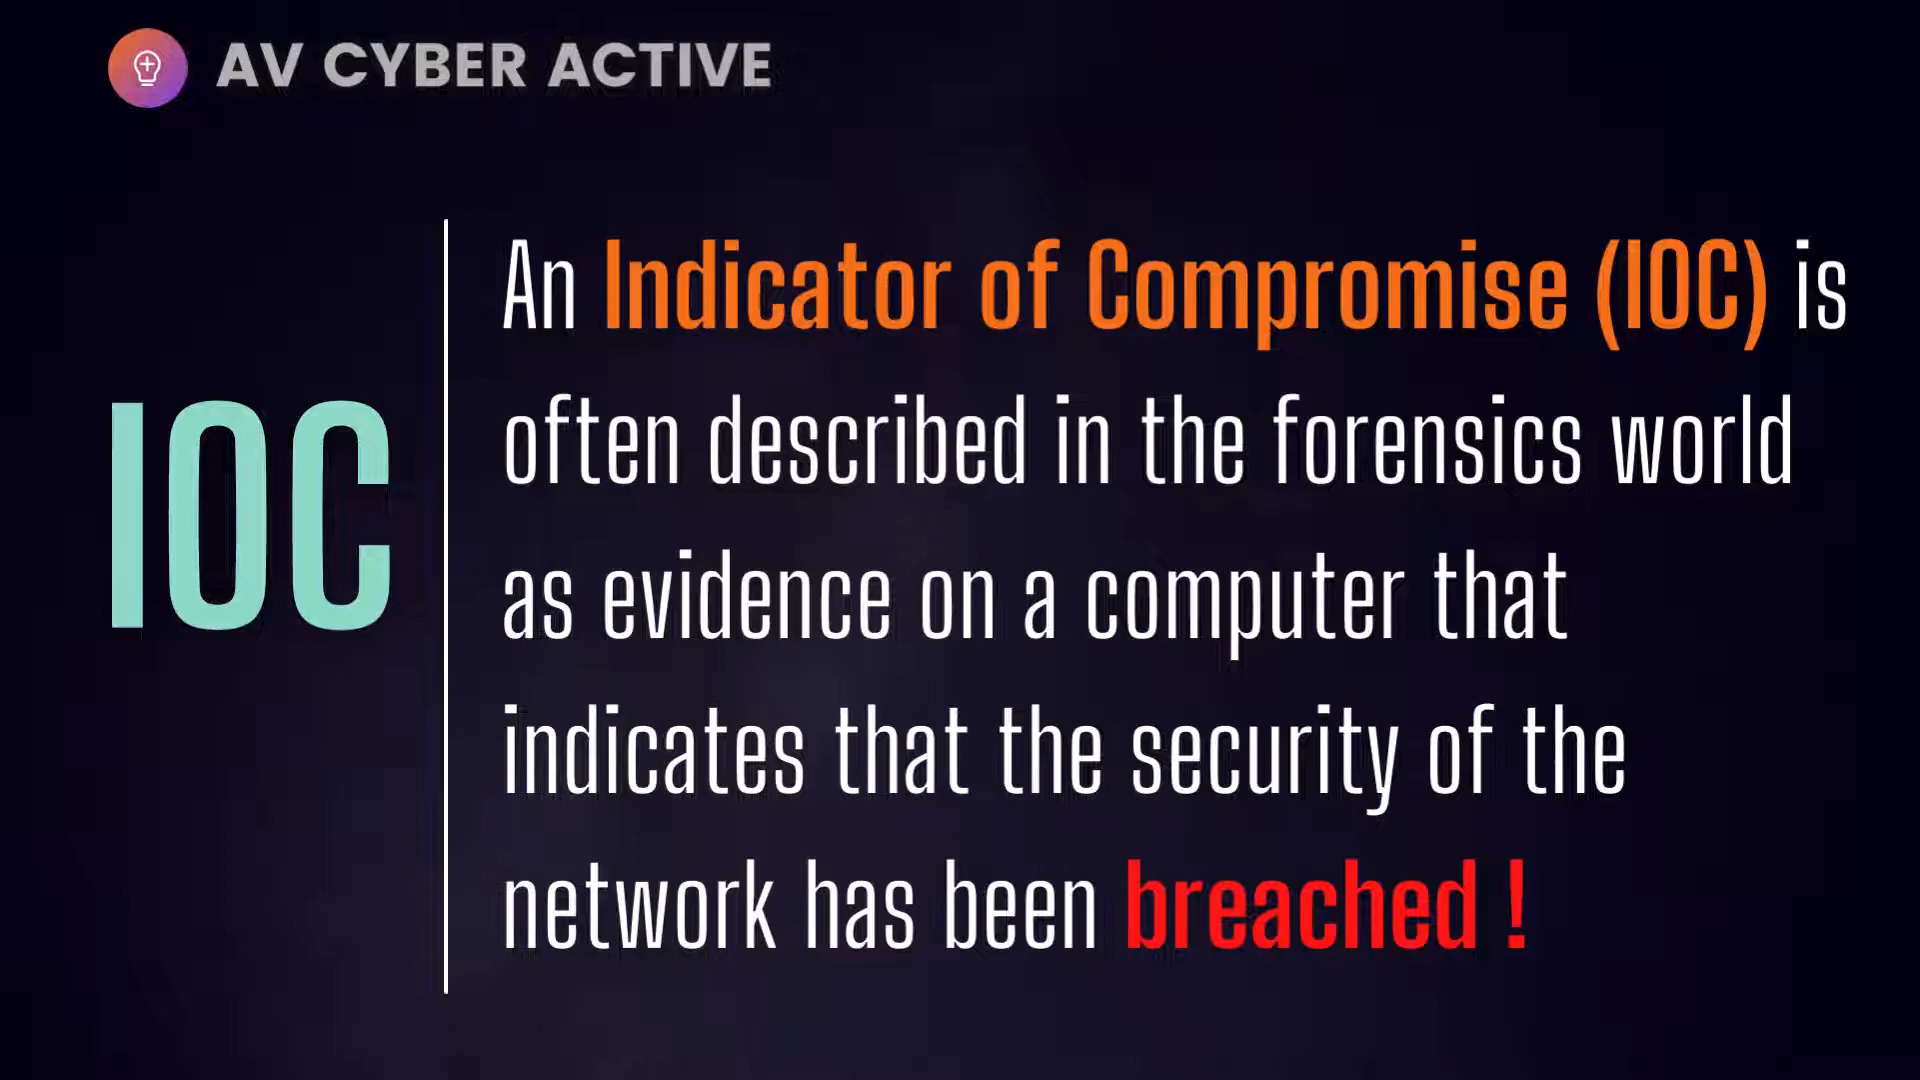 AV CYBER ACTIVE
IOC
An Indicator of Compromise (IOC) is
often described in the forensics world
as evidence on a computer that
indicates that the security of the
network has been breached !